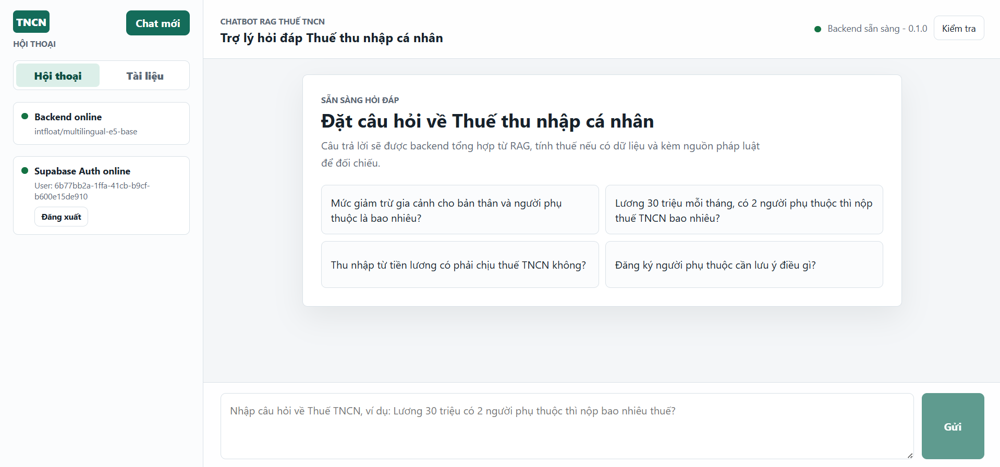 TNCN
Chat mới
HỘI THOẠI
Hội thoại
Tài liệu
Backend online
intfloat/multilingual-e5-base
Supabase Auth online
User: 6b77bb2a-1ffa-41cb-b9cf-
b600e15de910
Đăng xuất
CHATBOT RAG THUẾ TNCN
Trợ lý hỏi đáp Thuế thu nhập cá nhân
Backend sẵn sàng - 0.1.0
Kiểm tra
SẴN SÀNG HỎI ĐÁP
Đặt câu hỏi về Thuế thu nhập cá nhân
Câu trả lời sẽ được backend tổng hợp từ RAG, tính thuế nếu có dữ liệu và kèm nguồn pháp luật
để đối chiếu.
Mức giảm trừ gia cảnh cho bản thân và người phụ
thuộc là bao nhiêu?
Lương 30 triệu mỗi tháng, có 2 người phụ thuộc thì nộp
thuế TNCN bao nhiêu?
Thu nhập từ tiền lương có phải chịu thuế TNCN không?
Đăng ký người phụ thuộc cần lưu ý điều gì?
Nhập câu hỏi về Thuế TNCN, ví dụ: Lương 30 triệu có 2 người phụ thuộc thì nộp bao nhiêu thuế?
Gửi